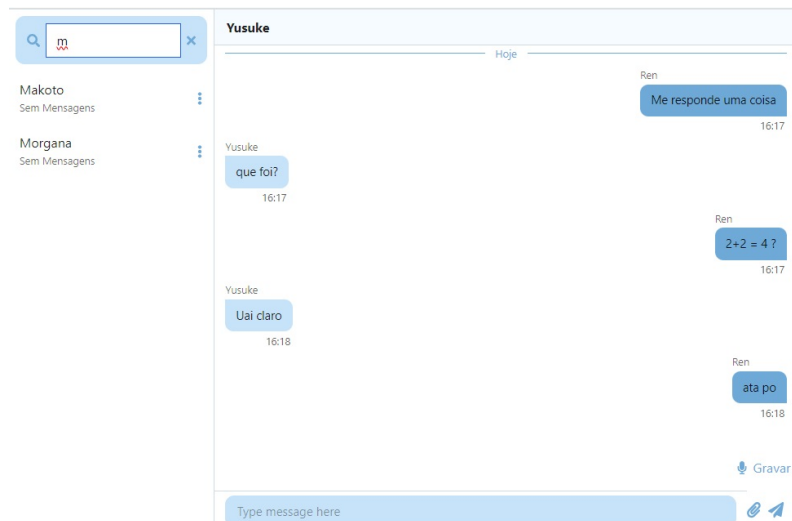 m
Makoto
Sem Mensagens
Morgana
Sem Mensagens
Yusuke
Hoje
Ren
Me responde uma coisa
16:17
Yusuke
que foi?
16:17
Ren
2+2 = 4 ?
16:17
Yusuke
Uai claro
16:18
Ren
ata po
16:18
Gravar
Type message here